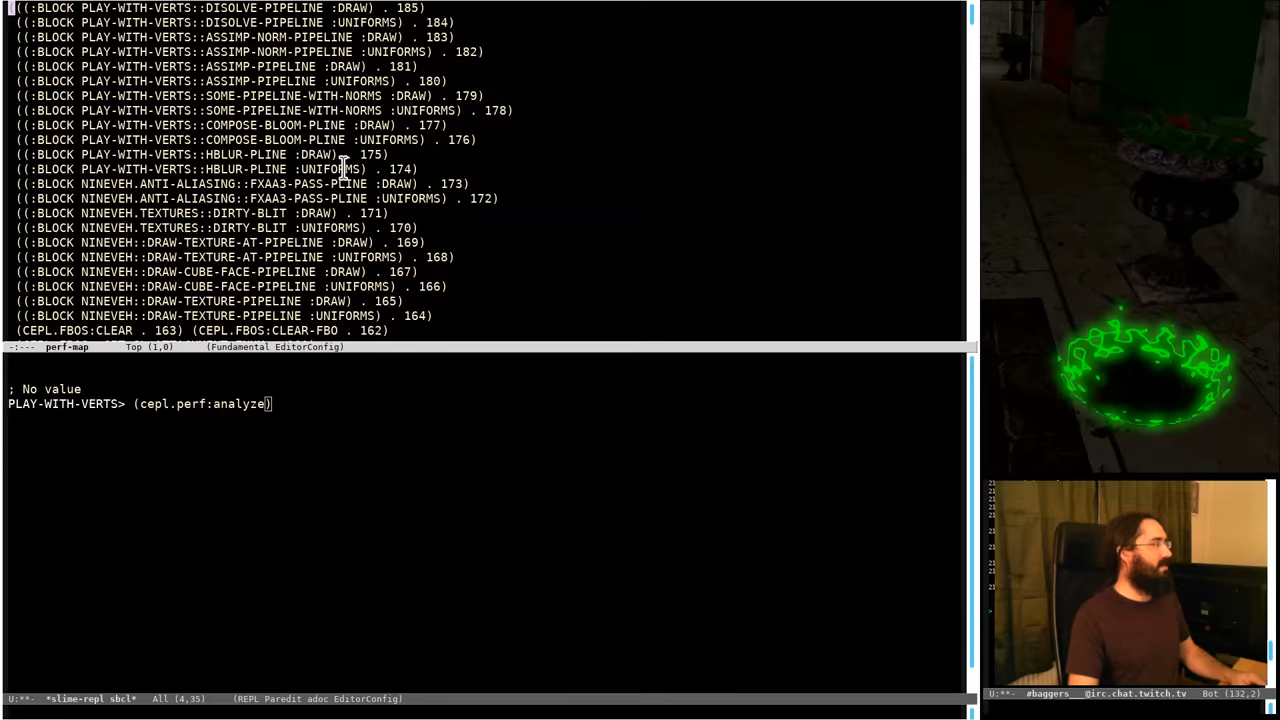 (((:BLOCK PLAY-WITH-VERTS::DISOLVE-PIPELINE :DRAW) . 185)
((:BLOCK PLAY-WITH-VERTS::DISOLVE-PIPELINE :UNIFORMS) . 184)
((:BLOCK PLAY-WITH-VERTS::ASSIMP-NORM-PIPELINE :DRAW) . 183)
((:BLOCK PLAY-WITH-VERTS::ASSIMP-NORM-PIPELINE :UNIFORMS) . 182)
((:BLOCK PLAY-WITH-VERTS::ASSIMP-PIPELINE :DRAW) . 181)
((:BLOCK PLAY-WITH-VERTS::ASSIMP-PIPELINE :UNIFORMS) . 180)
((:BLOCK PLAY-WITH-VERTS::SOME-PIPELINE-WITH-NORMS :DRAW) . 179)
((:BLOCK PLAY-WITH-VERTS::SOME-PIPELINE-WITH-NORMS :UNIFORMS) . 178)
((:BLOCK PLAY-WITH-VERTS::COMPOSE-BLOOM-PLINE :DRAW) . 177)
((:BLOCK PLAY-WITH-VERTS::COMPOSE-BLOOM-PLINE :UNIFORMS) . 176)
((:BLOCK PLAY-WITH-VERTS::HBLUR-PLINE :DRAW) . 175)
((:BLOCK PLAY-WITH-VERTS::HBLUR-PLINE :UNIFORMS) . 174)
((:BLOCK NINEVEH.ANTI-ALIASING::FXAA3-PASS-PLINE :DRAW) . 173)
((:BLOCK NINEVEH.ANTI-ALIASING::FXAA3-PASS-PLINE :UNIFORMS) . 172)
((:BLOCK NINEVEH.TEXTURES::DIRTY-BLIT :DRAW) . 171)
((:BLOCK NINEVEH.TEXTURES::DIRTY-BLIT :UNIFORMS) . 170)
((:BLOCK NINEVEH::DRAW-TEXTURE-AT-PIPELINE :DRAW) . 169)
((:BLOCK NINEVEH::DRAW-TEXTURE-AT-PIPELINE :UNIFORMS) . 168)
((:BLOCK NINEVEH::DRAW-CUBE-FACE-PIPELINE :DRAW) . 167)
((:BLOCK NINEVEH::DRAW-CUBE-FACE-PIPELINE :UNIFORMS) . 166)
((:BLOCK NINEVEH::DRAW-TEXTURE-PIPELINE :DRAW) . 165)
((:BLOCK NINEVEH::DRAW-TEXTURE-PIPELINE :UNIFORMS) . 164)
(CEPL.FBOS:CLEAR . 163) (CEPL.FBOS:CLEAR-FBO . 162)
-:--- perf-map Top (1,0) (Fundamental EditorConfig)
; No value
PLAY-WITH-VERTS> (cepl.perf:analyze)
U:**- *slime-repl sbcl* All (4,35) (REPL Paredit adoc EditorConfig)
U:**- #baggers___@irc.chat.twitch.tv Bot (132,2)